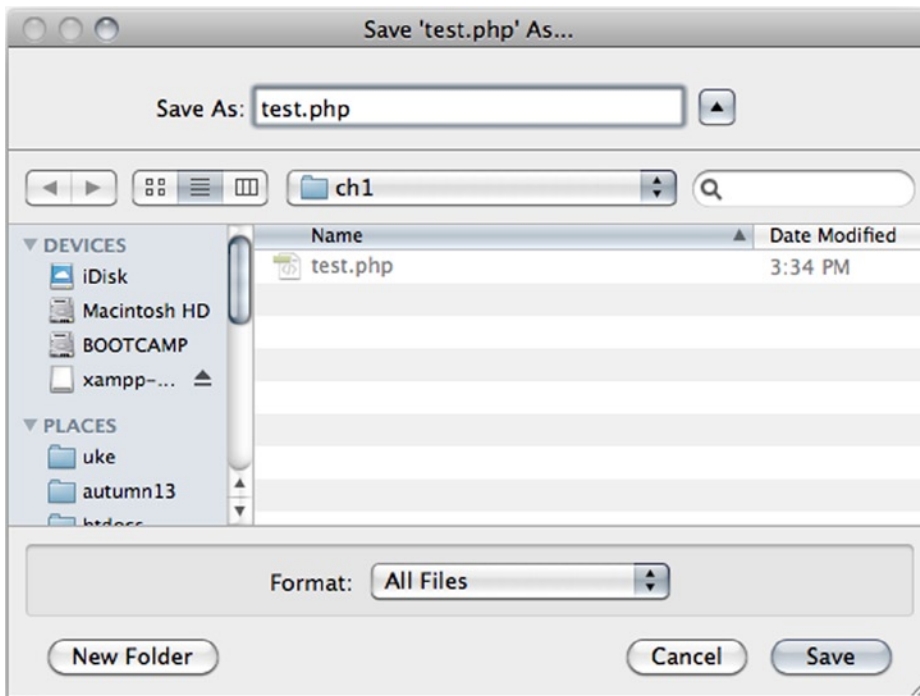 Save 'test.php' As...
Save As: test.php
ch1
DEVICES
iDisk
Macintosh HD
BOOTCAMP
xampp-...
PLACES
uke
autumn13
Name
Date Modified
test.php
3:34 PM
Format: All Files
New Folder
Cancel
Save